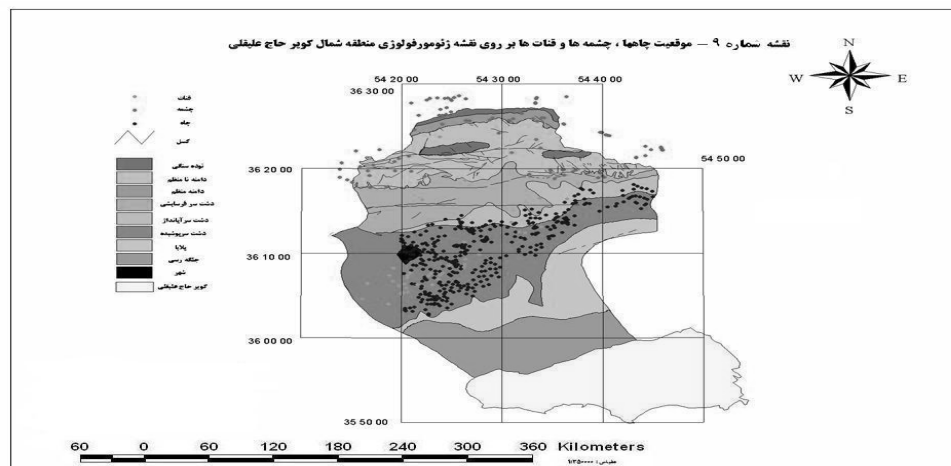 نقشه شماره ۹ – موقعیت چاهها ، چشمه ها و قنات ها بر روی نقشه ژئومورفولوژی منطقه شمال کویر حاج علیقلی
N
W E
S
54 20 00 54 30 00 54 40 00
36 30 00
54 50 00
36 20 00
36 10 00
36 00 00
35 50 00
قنات
چشمه
چاه
گسل
توده سنگی
دامنه نا منظم
دامنه منظم
دشت سر فرسایشی
دشت سر آپانداژ
دشت سرپوشیده
پلایا
جلگه رسی
شهر
کویر حاج علیقلی
60 0 60 120 180 240 300 360 Kilometers